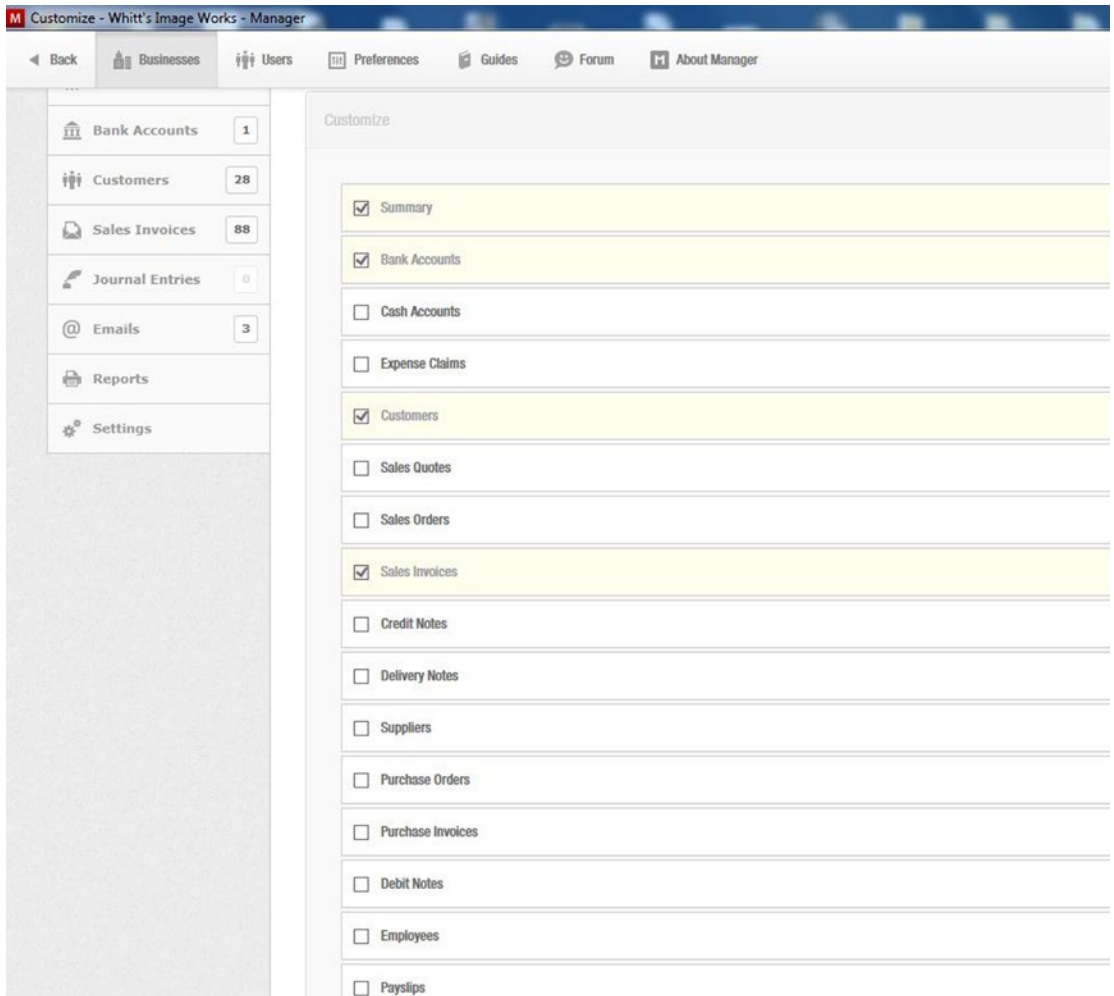 M Customize - Whitt's Image Works - Manager
Back Businesses Users Preferences Guides Forum M About Manager
Bank Accounts 1
Customers 28
Sales Invoices 88
Journal Entries 0
@ Emails 3
Reports
Settings
Customize
Summary
Bank Accounts
Cash Accounts
Expense Claims
Customers
Sales Quotes
Sales Orders
Sales Invoices
Credit Notes
Delivery Notes
Suppliers
Purchase Orders
Purchase Invoices
Debit Notes
Employees
Payslips